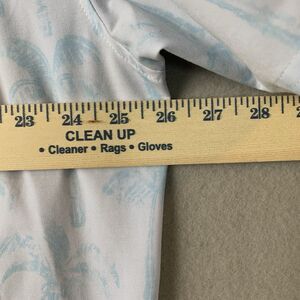 23 24 25 26 27 28
CLEAN UP
• Cleaner • Rags • Gloves